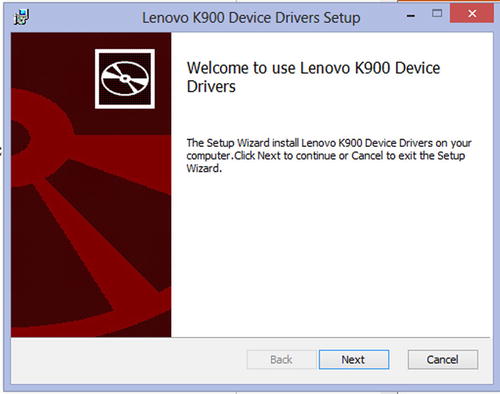 Lenovo K900 Device Drivers Setup
Welcome to use Lenovo K900 Device
Drivers
The Setup Wizard install Lenovo K900 Device Drivers on your
computer.Click Next to continue or Cancel to exit the Setup
Wizard.
Back Next Cancel